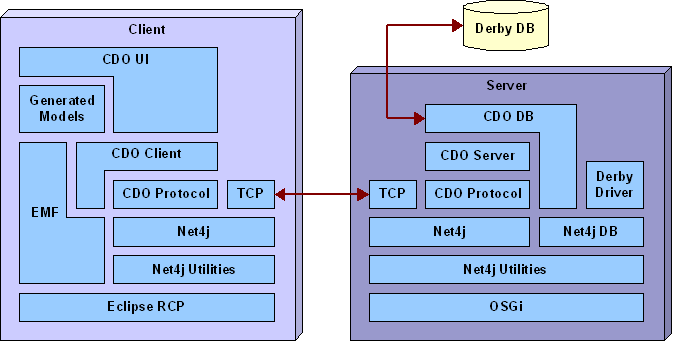 Client
CDO UI
Generated
Models
CDO Client
EMF
CDO Protocol
TCP
Net4j
Net4j Utilities
Eclipse RCP
Derby DB
Server
CDO DB
CDO Server
Derby
Driver
TCP
CDO Protocol
Net4j
Net4j DB
Net4j Utilities
OSGi